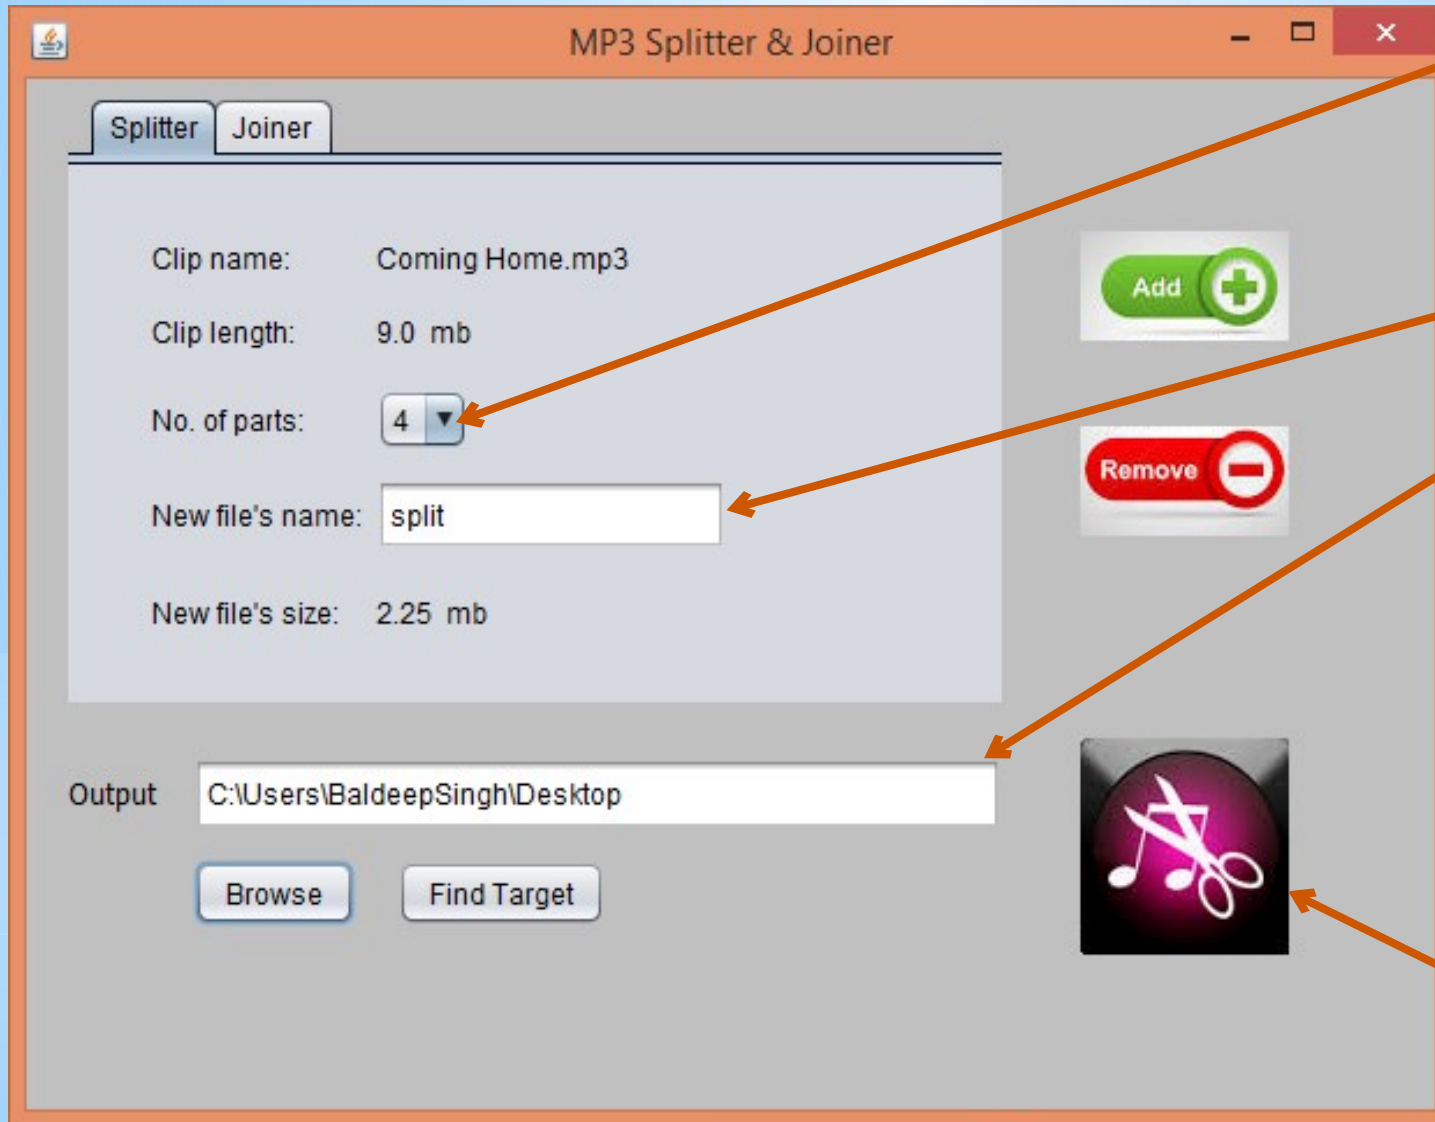 MP3 Splitter & Joiner
Splitter Joiner
Clip name: Coming Home.mp3
Clip length: 9.0 mb
No. of parts: 4
New file's name: split
New file's size: 2.25 mb
Add
Remove
Output C:\Users\BaldeepSingh\Desktop
Browse Find Target